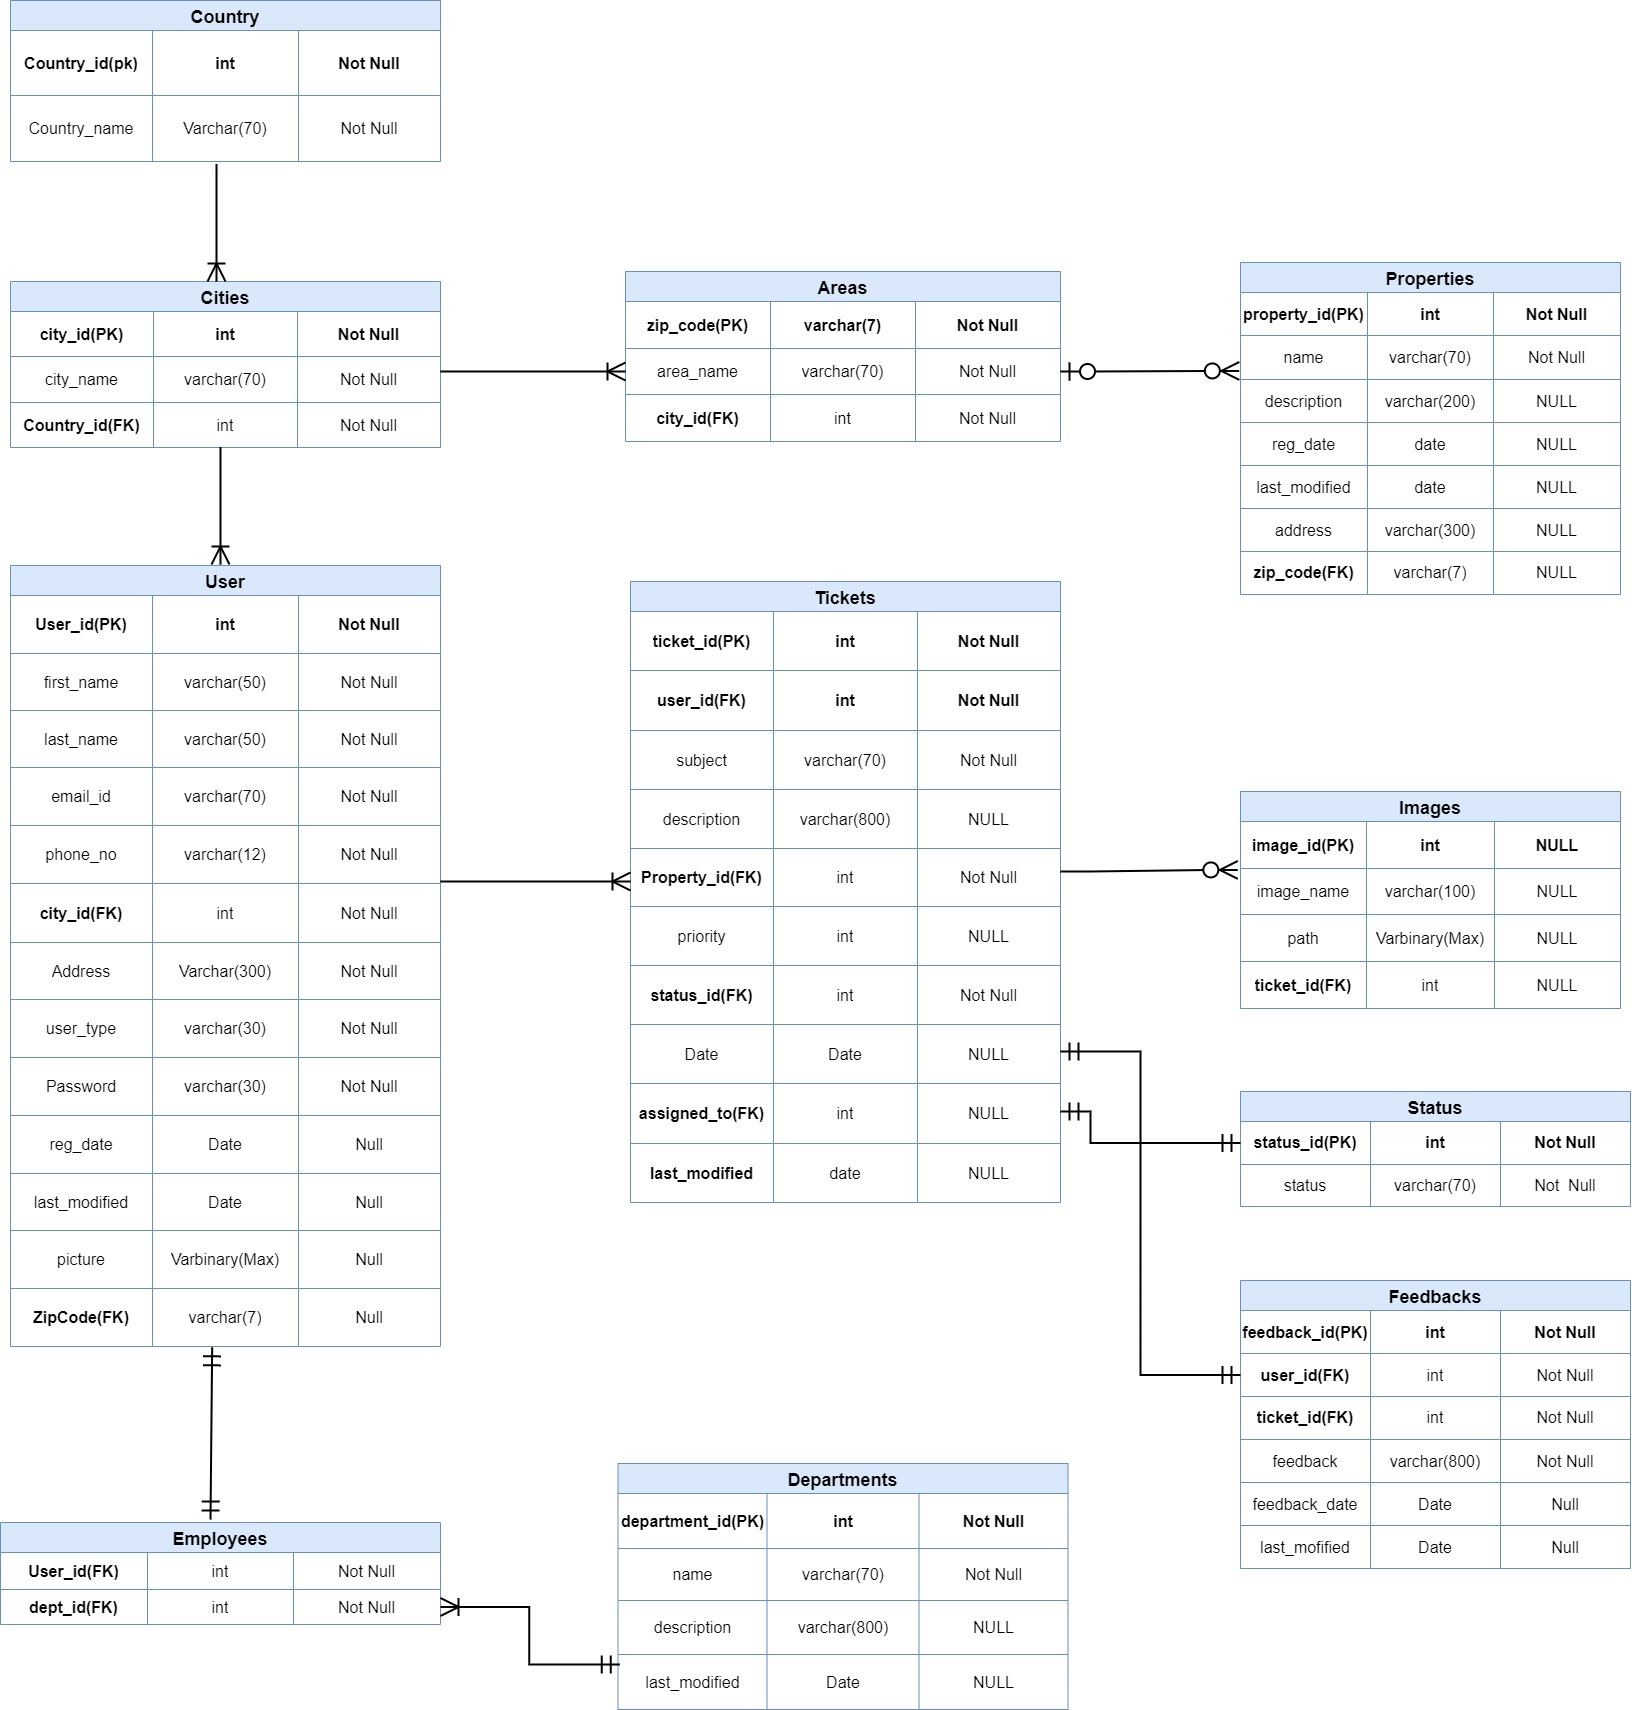 Country
Country_id(pk) int Not Null
Country_name Varchar(70) Not Null
Cities
city_id(PK) int Not Null
city_name varchar(70) Not Null
Country_id(FK) int Not Null
Areas
zip_code(PK) varchar(7) Not Null
area_name varchar(70) Not Null
city_id(FK) int Not Null
Properties
property_id(PK) int Not Null
name varchar(70) Not Null
description varchar(200) NULL
reg_date date NULL
last_modified date NULL
address varchar(300) NULL
zip_code(FK) varchar(7) NULL
User
User_id(PK) int Not Null
first_name varchar(50) Not Null
last_name varchar(50) Not Null
email_id varchar(70) Not Null
phone_no varchar(12) Not Null
city_id(FK) int Not Null
Address Varchar(300) Not Null
user_type varchar(30) Not Null
Password varchar(30) Not Null
reg_date Date Null
last_modified Date Null
picture Varbinary(Max) Null
ZipCode(FK) varchar(7) Null
Tickets
ticket_id(PK) int Not Null
user_id(FK) int Not Null
subject varchar(70) Not Null
description varchar(800) NULL
Property_id(FK) int Not Null
priority int NULL
status_id(FK) int Not Null
Date Date NULL
assigned_to(FK) int NULL
last_modified date NULL
Images
image_id(PK) int NULL
image_name varchar(100) NULL
path Varbinary(Max) NULL
ticket_id(FK) int NULL
Status
status_id(PK) int Not Null
status varchar(70) Not Null
Feedbacks
feedback_id(PK) int Not Null
user_id(FK) int Not Null
ticket_id(FK) int Not Null
feedback varchar(800) Not Null
feedback_date Date Null
last_mofified Date Null
Employees
User_id(FK) int Not Null
dept_id(FK) int Not Null
Departments
department_id(PK) int Not Null
name varchar(70) Not Null
description varchar(800) NULL
last_modified Date NULL